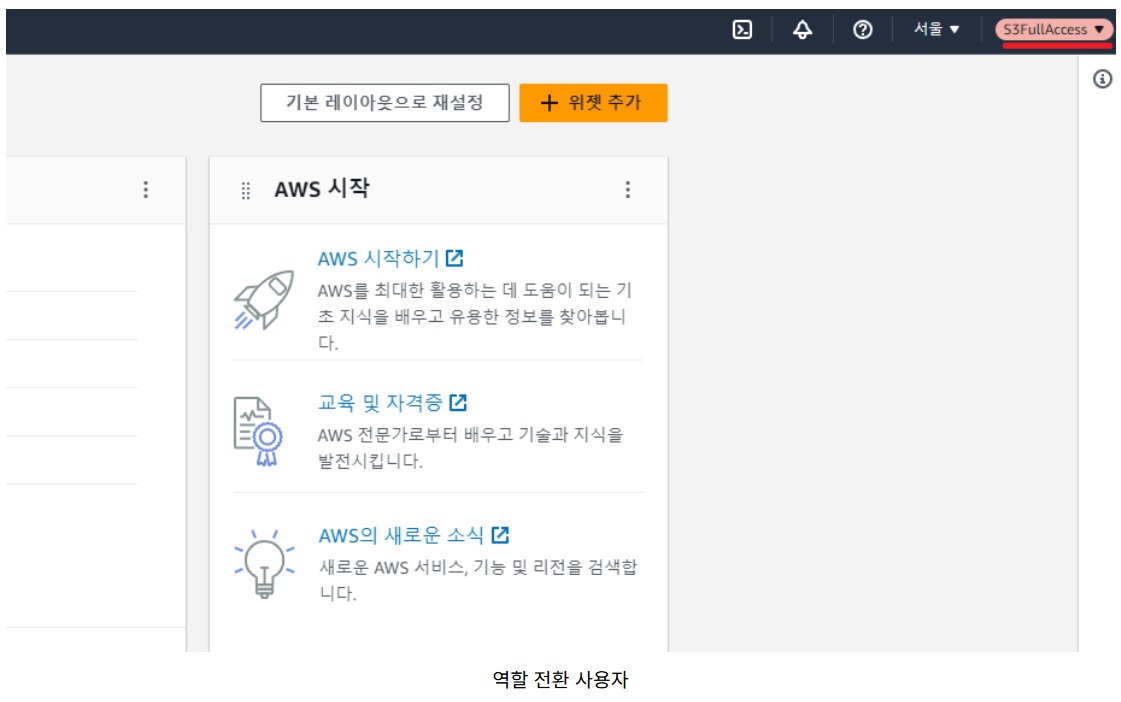 서울 ▼
S3FullAccess ▼
기본 레이아웃으로 재설정
+ 위젯 추가
AWS 시작
AWS 시작하기
AWS를 최대한 활용하는 데 도움이 되는 기
초 지식을 배우고 유용한 정보를 찾아봅니
다.
교육 및 자격증
AWS 전문가로부터 배우고 기술과 지식을
발전시킵니다.
AWS의 새로운 소식
새로운 AWS 서비스, 기능 및 리전을 검색합
니다.
역할 전환 사용자